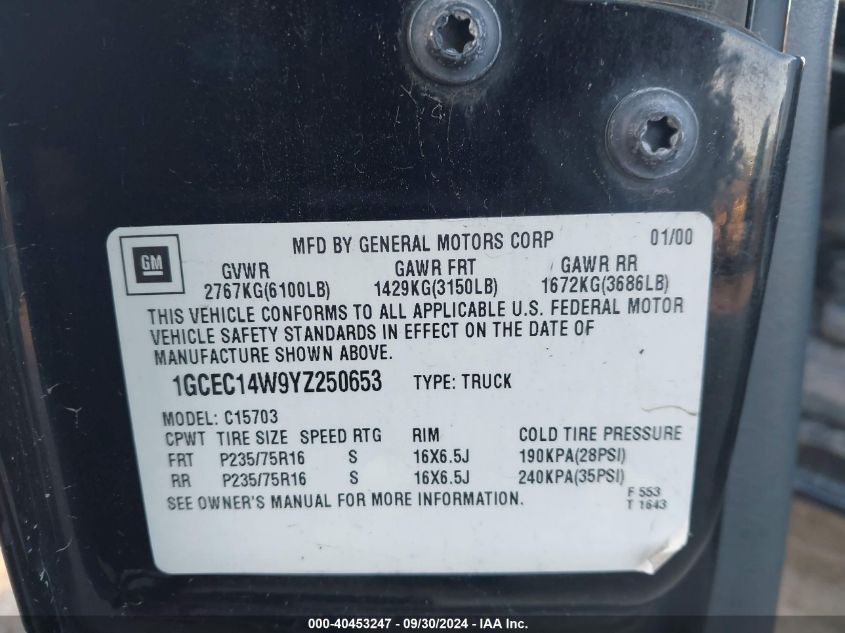 MFD BY GENERAL MOTORS CORP 01/00
GM
GVWR GAWR FRT GAWR RR
2767KG(6100LB) 1429KG(3150LB) 1672KG(3686LB)
THIS VEHICLE CONFORMS TO ALL APPLICABLE U.S. FEDERAL MOTOR
VEHICLE SAFETY STANDARDS IN EFFECT ON THE DATE OF
MANUFACTURE SHOWN ABOVE.
1GCEC14W9YZ250653 TYPE: TRUCK
MODEL: C15703
CPWT TIRE SIZE SPEED RTG RIM COLD TIRE PRESSURE
FRT P235/75R16 S 16X6.5J 190KPA(28PSI)
RR P235/75R16 S 16X6.5J 240KPA(35PSI)
SEE OWNER'S MANUAL FOR MORE INFORMATION.
F 553
T 1643
000-40453247 - 09/30/2024 - IAA Inc.